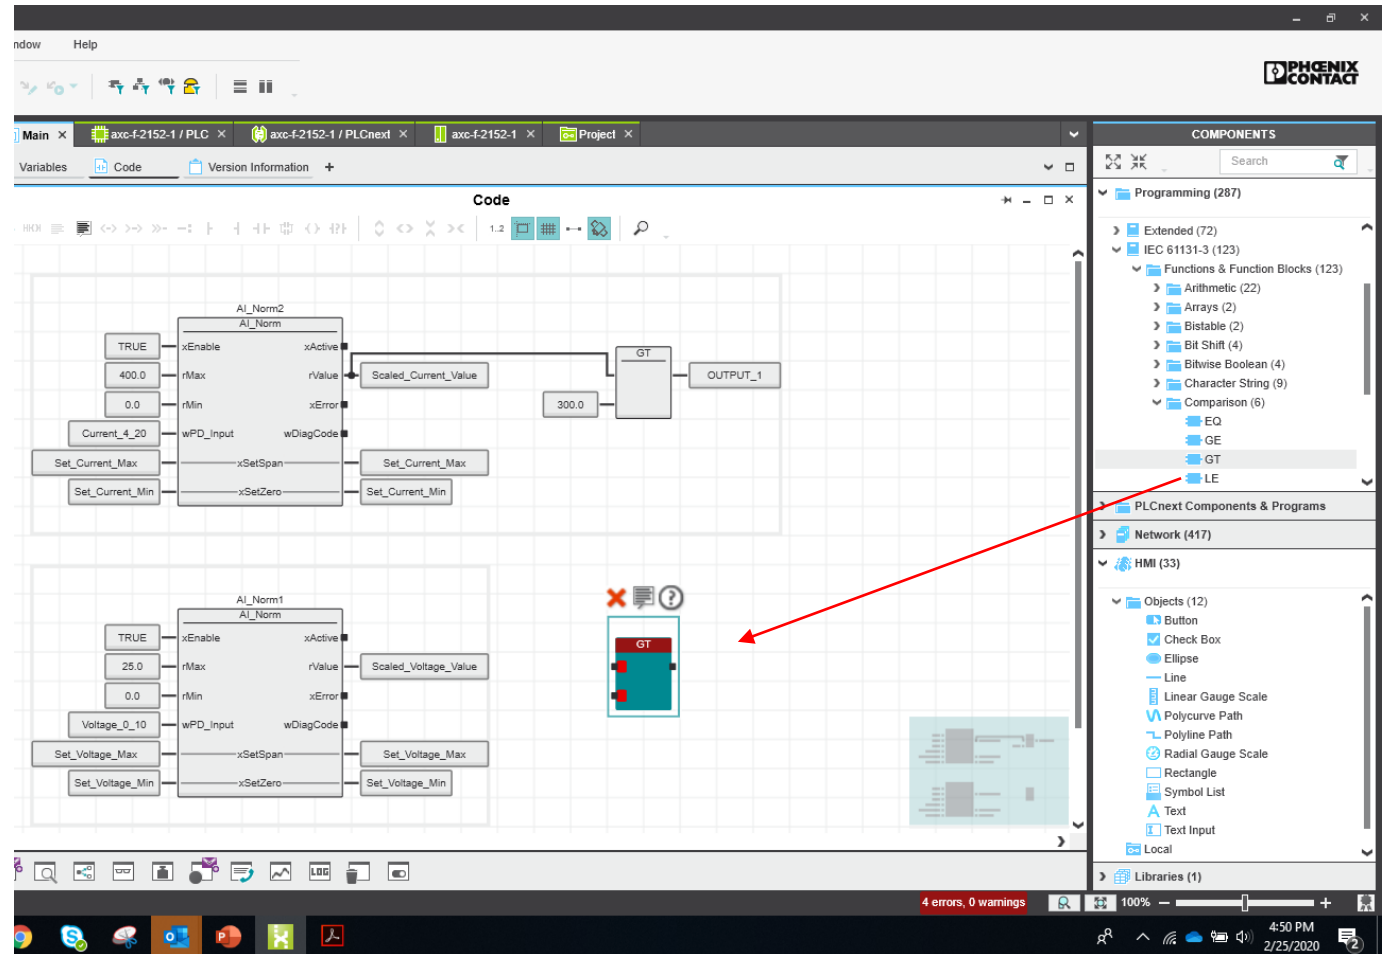 ndow Help
PHŒNIX
CONTACT
Main axc-f-2152-1 / PLC axc-f-2152-1 / PLCnext axc-f-2152-1 Project
COMPONENTS
Variables Code Version Information +
Search
Code
Programming (287)
1..2
Extended (72)
IEC 61131-3 (123)
Functions & Function Blocks (123)
Arithmetic (22)
Arrays (2)
Bistable (2)
Bit Shift (4)
Bitwise Boolean (4)
Character String (9)
Comparison (6)
EQ
GE
GT
LE
PLCnext Components & Programs
Network (417)
HMI (33)
Objects (12)
Button
Check Box
Ellipse
Line
Linear Gauge Scale
Polycurve Path
Polyline Path
Radial Gauge Scale
Rectangle
Symbol List
Text
Text Input
Local
Libraries (1)
AI_Norm2
AI_Norm
TRUE xEnable xActive
GT
400.0 rMax rValue Scaled_Current_Value OUTPUT_1
0.0 rMin xError 300.0
Current_4_20 wPD_Input wDiagCode
Set_Current_Max xSetSpan Set_Current_Max
Set_Current_Min xSetZero Set_Current_Min
AI_Norm1
AI_Norm
TRUE xEnable xActive
GT
25.0 rMax rValue Scaled_Voltage_Value
0.0 rMin xError
Voltage_0_10 wPD_Input wDiagCode
Set_Voltage_Max xSetSpan Set_Voltage_Max
Set_Voltage_Min xSetZero Set_Voltage_Min
LOG
4 errors, 0 warnings 100%
4:50 PM
2/25/2020
2